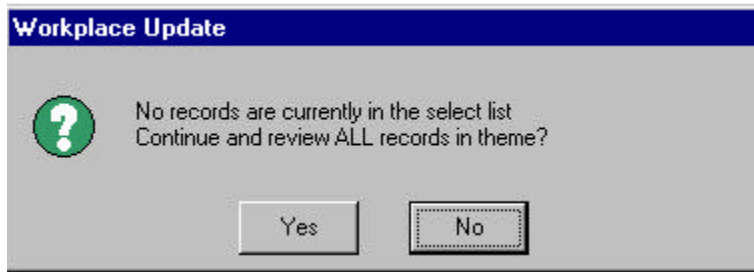 Workplace Update
No records are currently in the select list
Continue and review ALL records in theme?
Yes
No